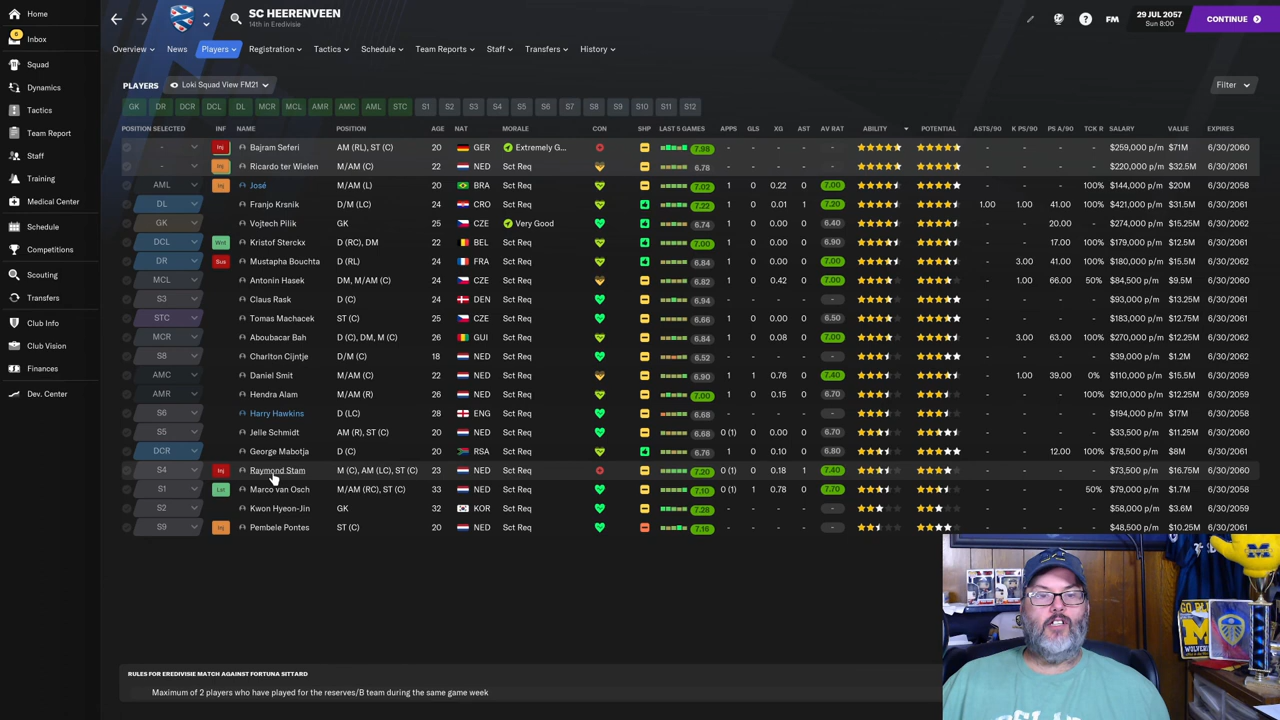 Home
SC HEERENVEEN
14th in Eredivisie
29 JUL 2057
Sun 8:00
FM
CONTINUE
6
Inbox
Overview News Players Registration Tactics Schedule Team Reports Staff Transfers History
Squad
Dynamics
Tactics
Team Report
Staff
Training
Medical Center
Schedule
Competitions
Scouting
Transfers
Club Info
Club Vision
Finances
Dev. Center
PLAYERS Loki Squad View FM21 Filter
GK DR DCR DCL DL MCR MCL AMR AMC AML STC S1 S2 S3 S4 S5 S6 S7 S8 S9 S10 S11 S12
POSITION SELECTED INF NAME POSITION AGE NAT MORALE CON SHP LAST 5 GAMES APPS GLS XG AST AV RAT ABILITY POTENTIAL ASTS/90 K PS/90 PS A/90 TCK R SALARY VALUE EXPIRES
- Inj Bajram Seferi AM (RL), ST (C) 20 GER Extremely G... 7.98 - - - - - - - - - $259,000 p/m $71M 6/30/2060
- Inj Ricardo ter Wielen M/AM (C) 22 NED Sct Req 6.76 - - - - - - - - - $220,000 p/m $32.5M 6/30/2060
AML Inj José M/AM (L) 20 BRA Sct Req 7.02 1 0 0.22 2 7.00 - - - 100% $144,000 p/m $20M 6/30/2058
DL Franjo Krsnik D/M (LC) 24 CRO Sct Req 7.22 1 0 0.01 1 7.20 1.00 1.00 41.00 100% $421,000 p/m $31.5M 6/30/2060
GK Vojtech Pilik GK 25 CZE Very Good 6.74 1 0 0.00 0 6.40 - - 20.00 - $274,000 p/m $15.25M 6/30/2062
DCL Wnt Kristof Sterckx D (RC), DM 22 BEL Sct Req 7.00 1 0 0.00 0 6.90 - - 17.00 - $179,000 p/m $12.5M 6/30/2061
DR Sus Mustapha Bouchta D (RL) 24 FRA Sct Req 6.84 1 0 0.00 0 7.00 - 3.00 41.00 100% $182,000 p/m $15.25M 6/30/2061
MCL Antonin Hasek DM, M/AM (C) 24 CZE Sct Req 6.82 1 0 0.42 0 7.00 - 1.00 66.00 50% $84,500 p/m $9.5M 6/30/2060
S3 Claus Rask D (C) 24 DEN Sct Req 6.94 - - - - - - - - - $93,000 p/m $13.25M 6/30/2061
STC Tomas Machacek ST (C) 25 CZE Sct Req 6.66 1 0 0.00 0 6.50 - - - - $183,000 p/m $12.75M 6/30/2061
MCR Aboubacar Bah D (C), DM, M (C) 26 GUI Sct Req 6.84 1 0 0.08 0 7.00 - 3.00 63.00 100% $270,000 p/m $12.25M 6/30/2062
S8 Charlton Cijntje D/M (C) 18 NED Sct Req 6.52 - - - - - - - - - $39,000 p/m $1.2M 6/30/2062
AMC Daniel Smit M/AM (C) 22 NED Sct Req 6.90 1 1 0.76 0 7.40 - 1.00 39.00 0% $110,000 p/m $15.5M 6/30/2059
AMR Hendra Alam M/AM (R) 26 NED Sct Req 7.00 1 0 0.15 0 6.70 - - - 100% $210,000 p/m $12.25M 6/30/2059
S6 Harry Hawkins D (LC) 28 ENG Sct Req 6.68 - - - - - - - - - $194,000 p/m $17M 6/30/2058
S5 Jelle Schmidt AM (R), ST (C) 20 NED Sct Req 6.68 0 (1) 0 0.00 0 6.70 - - - - $33,500 p/m $11.25M 6/30/2059
DCR George Mabotja D (C) 20 RSA Sct Req 6.76 1 0 0.10 0 6.80 - - 12.00 100% $78,500 p/m $8M 6/30/2061
S4 Inj Raymond Stam M (C), AM (LC), ST (C) 23 NED Sct Req 7.20 0 (1) 0 0.18 1 7.40 - - - - $73,500 p/m $16.75M 6/30/2060
S1 Lst Marco van Osch M/AM (RC), ST (C) 33 NED Sct Req 7.10 0 (1) 1 0.78 0 7.70 - - - 50% $79,000 p/m $1.7M 6/30/2058
S2 Kwon Hyeon-Jin GK 32 KOR Sct Req 7.26 - - - - - - - - - $58,000 p/m $3.6M 6/30/2059
S9 Inj Pembele Pontes ST (C) 20 NED Sct Req 7.16 - - - - - - - - - $48,500 p/m $10.25M 6/30/2061
RULES FOR EREDIVISIE MATCH AGAINST FORTUNA SITTARD
Maximum of 2 players who have played for the reserves/B team during the same game week